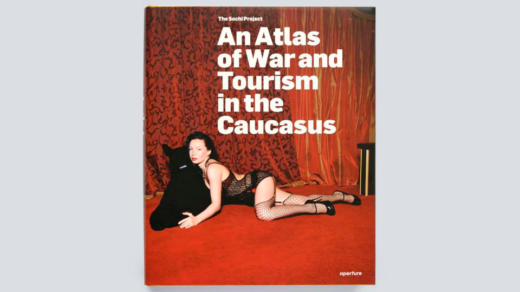 The Sochi Project
An Atlas
of War and
Tourism
in the
Caucasus
aperture